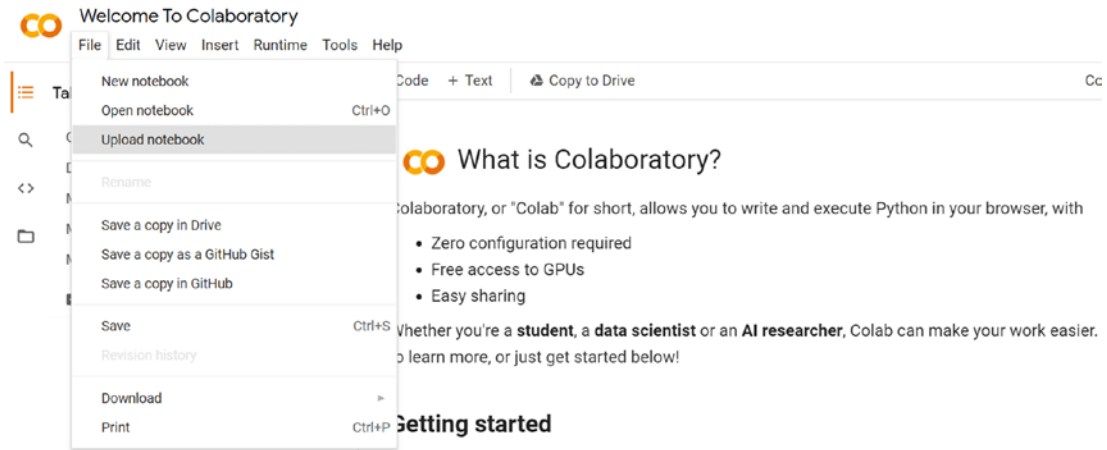 Welcome To Colaboratory
File Edit View Insert Runtime Tools Help
New notebook
Open notebook Ctrl+O
Upload notebook
Rename
Save a copy in Drive
Save a copy as a GitHub Gist
Save a copy in GitHub
Save Ctrl+S
Revision history
Download
Print Ctrl+P
Code + Text Copy to Drive
What is Colaboratory?
olaboratory, or "Colab" for short, allows you to write and execute Python in your browser, with
• Zero configuration required
• Free access to GPUs
• Easy sharing
hether you're a student, a data scientist or an AI researcher, Colab can make your work easier.
o learn more, or just get started below!
Getting started